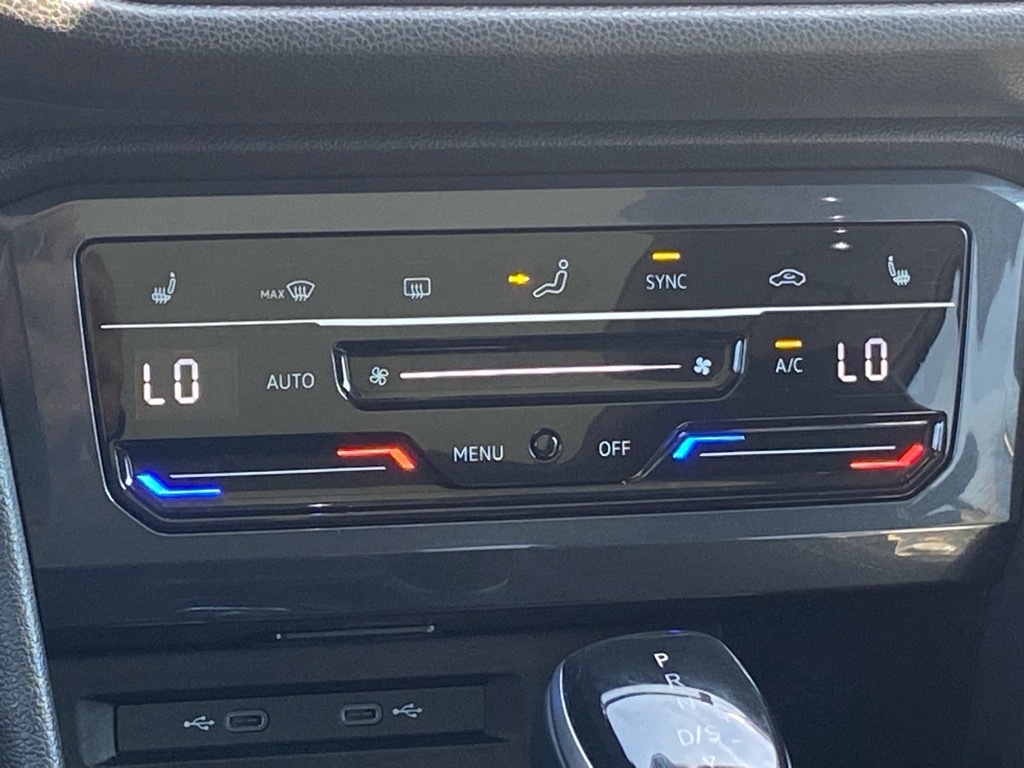 MAX
SYNC
LO AUTO A/C LO
MENU OFF
P
R
N
D/S